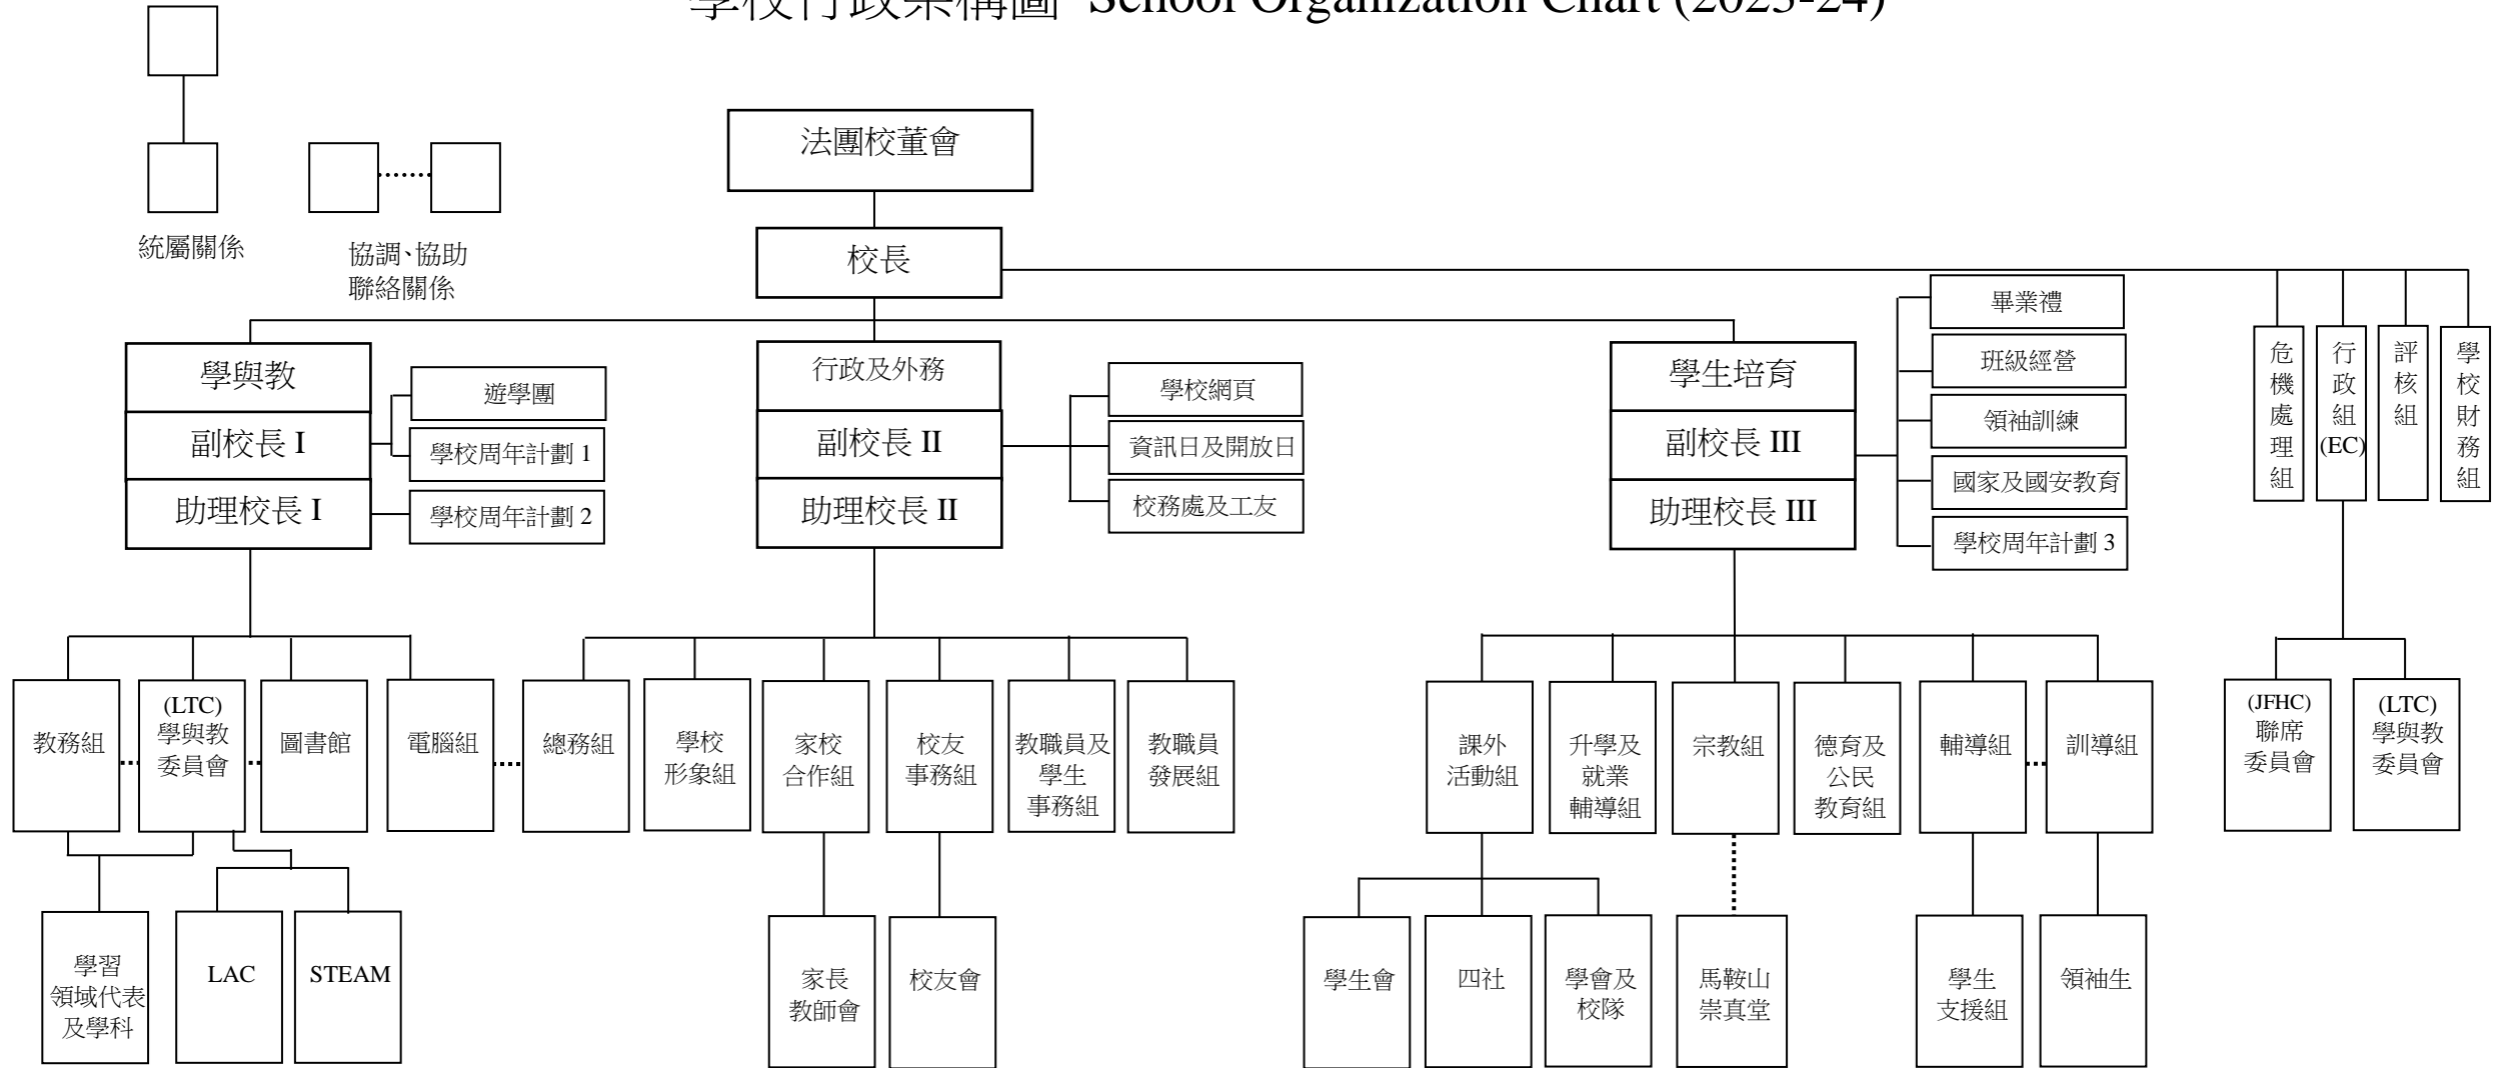 學校行政架構圖 School Organization Chart (2023-24)
法團校董會
統屬關係
協調、協助
聯絡關係
校長
學與教
副校長 I
助理校長 I
遊學團
學校周年計劃 1
學校周年計劃 2
行政及外務
副校長 II
助理校長 II
學校網頁
資訊日及開放日
校務處及工友
學生培育
副校長 III
助理校長 III
畢業禮
班級經營
領袖訓練
國家及國安教育
學校周年計劃 3
危
機
處
理
組
行
政
組
(EC)
評
核
組
學
校
財
務
組
教務組
(LTC)
學與教
委員會
圖書館
電腦組
總務組
學校
形象組
家校
合作組
校友
事務組
教職員及
學生
事務組
教職員
發展組
課外
活動組
升學及
就業
輔導組
宗教組
德育及
公民
教育組
輔導組
訓導組
(JFHC)
聯席
委員會
(LTC)
學與教
委員會
學習
領域代表
及學科
LAC
STEAM
家長
教師會
校友會
學生會
四社
學會及
校隊
馬鞍山
崇真堂
學生
支援組
領袖生